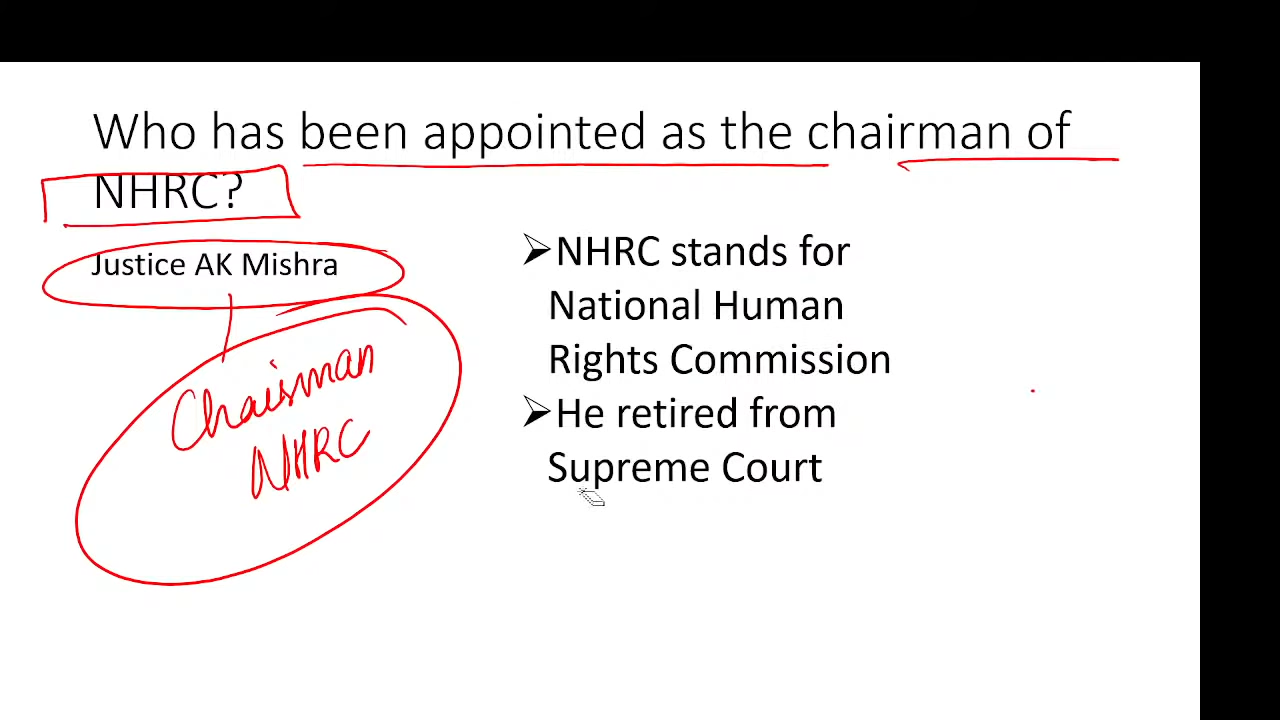 Who has been appointed as the chairman of
NHRC?
Justice AK Mishra
Chairman
NHRC
➢NHRC stands for
National Human
Rights Commission
➢He retired from
Supreme Court